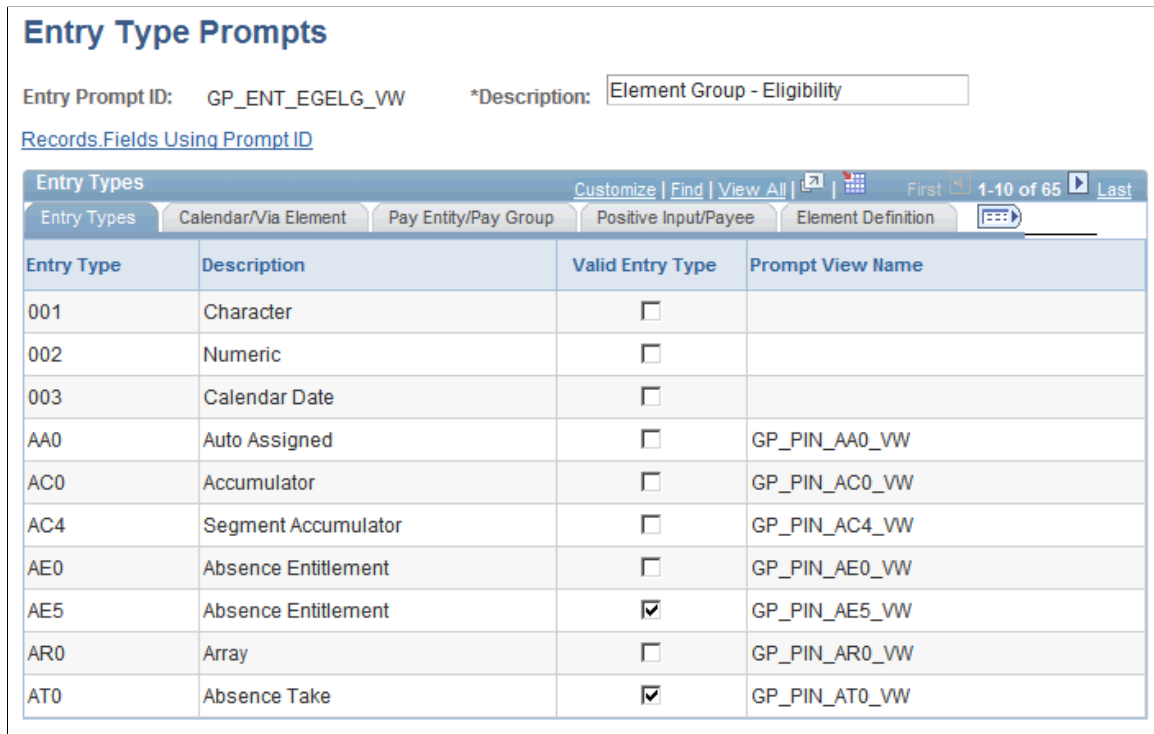 Entry Type Prompts
Entry Prompt ID: GP_ENT_EGELG_VW *Description: Element Group - Eligibility
Records.Fields Using Prompt ID
Entry Types Customize | Find | View All | | First 1-10 of 65 Last
Entry Types Calendar/Via Element Pay Entity/Pay Group Positive Input/Payee Element Definition
Entry Type Description Valid Entry Type Prompt View Name
001 Character
002 Numeric
003 Calendar Date
AA0 Auto Assigned GP_PIN_AA0_VW
AC0 Accumulator GP_PIN_AC0_VW
AC4 Segment Accumulator GP_PIN_AC4_VW
AE0 Absence Entitlement GP_PIN_AE0_VW
AE5 Absence Entitlement GP_PIN_AE5_VW
AR0 Array GP_PIN_AR0_VW
AT0 Absence Take GP_PIN_AT0_VW